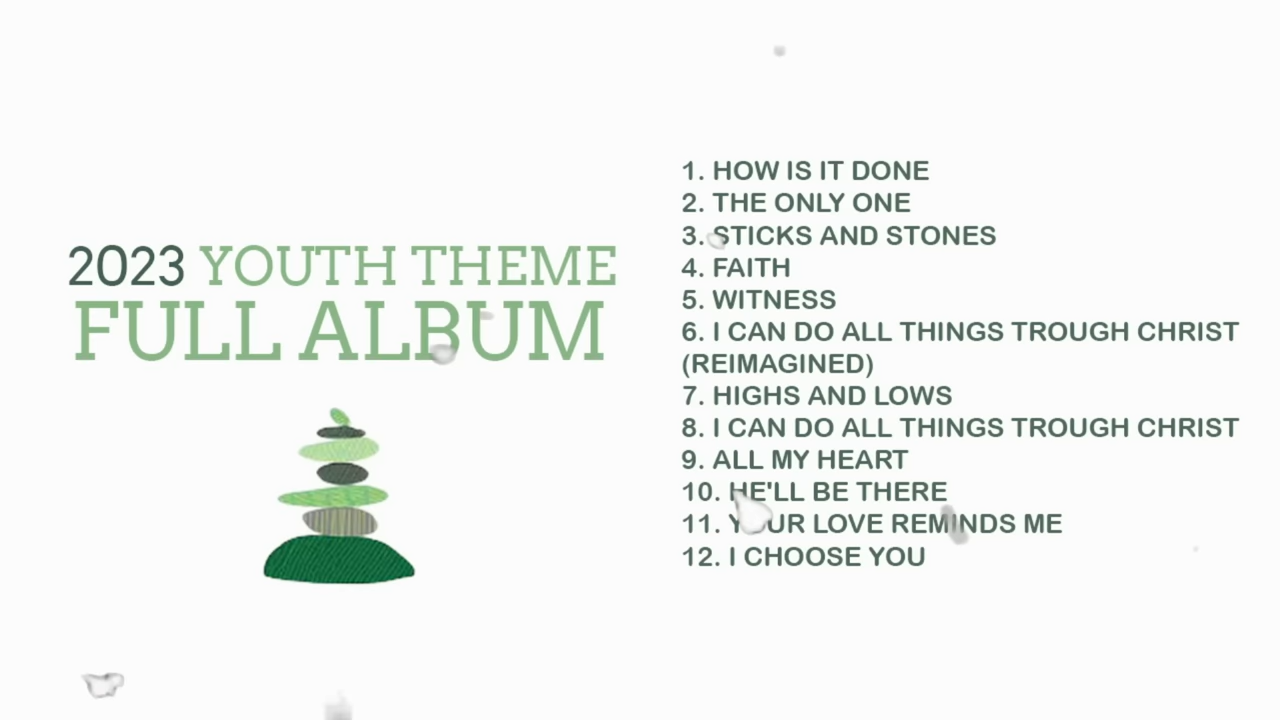 2023 YOUTH THEME
FULL ALBUM
1. HOW IS IT DONE
2. THE ONLY ONE
3. STICKS AND STONES
4. FAITH
5. WITNESS
6. I CAN DO ALL THINGS TROUGH CHRIST
(REIMAGINED)
7. HIGHS AND LOWS
8. I CAN DO ALL THINGS TROUGH CHRIST
9. ALL MY HEART
10. HE'LL BE THERE
11. YOUR LOVE REMINDS ME
12. I CHOOSE YOU